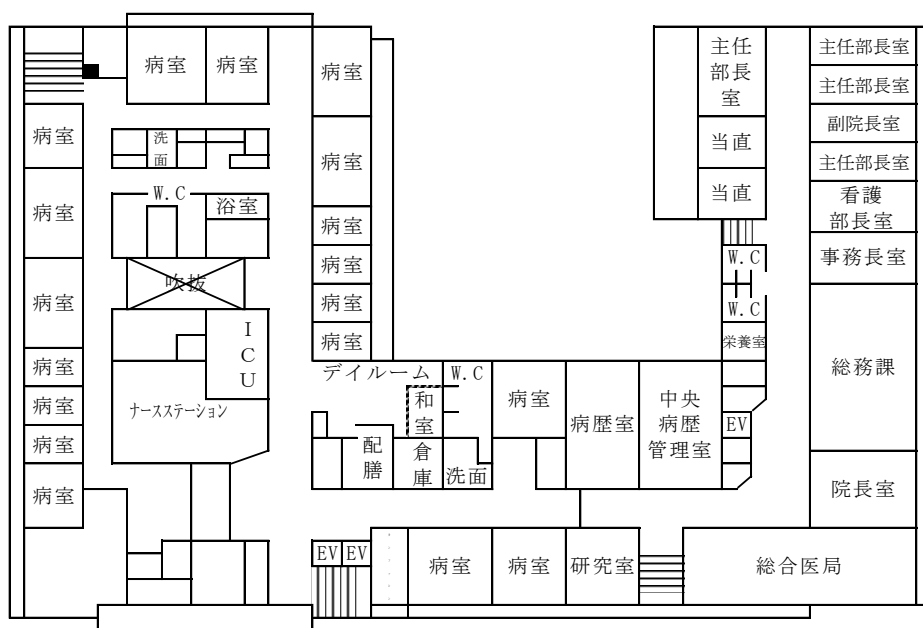 病室
病室
病室
主任
部長
室
主任部長室
主任部長室
副院長室
主任部長室
看護
部長室
事務長室
病室
洗
面
病室
当直
当直
病室
W.C
浴室
病室
W.C
病室
吹抜
病室
病室
W.C
病室
I
C
U
病室
栄養室
病室
デイルーム
W.C
総務課
病室
ナースステーション
和
室
病室
病歴室
中央
病歴
管理室
EV
病室
配
膳
倉
庫
洗面
病室
院長室
EV
EV
病室
病室
研究室
総合医局